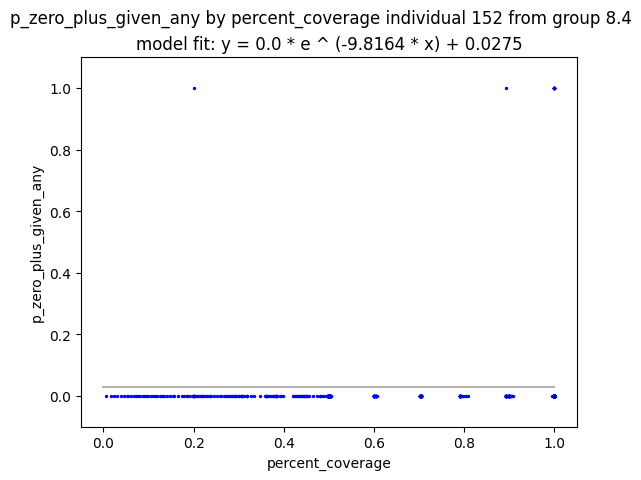 p_zero_plus_given_any by percent_coverage individual 152 from group 8.4
model fit: y = 0.0 * e ^ (-9.8164 * x) + 0.0275
p_zero_plus_given_any
1.0
0.8
0.6
0.4
0.2
0.0
0.0 0.2 0.4 0.6 0.8 1.0
percent_coverage